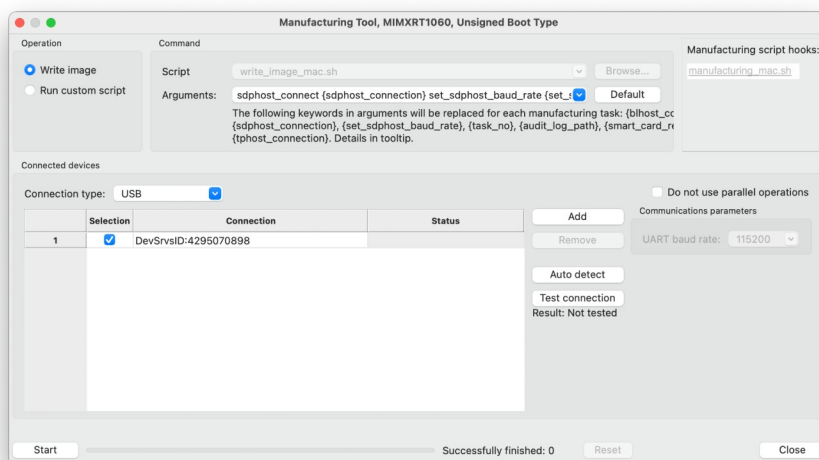 Manufacturing Tool, MIMXRT1060, Unsigned Boot Type
Operation
Write image
Run custom script
Command
Script
write_image_mac.sh
Browse...
Arguments:
sdphost_connect {sdphost_connection} set_sdphost_baud_rate {set_s
Default
The following keywords in arguments will be replaced for each manufacturing task: {blhost_co
{sdphost_connection}, {set_sdphost_baud_rate}, {task_no}, {audit_log_path}, {smart_card_re
{tphost_connection}. Details in tooltip.
Manufacturing script hooks:
manufacturing_mac.sh
Connected devices
Connection type: USB
Do not use parallel operations
Selection Connection Status
1 DevSrvsID:4295070898
Add
Remove
Auto detect
Test connection
Result: Not tested
Communications parameters
UART baud rate: 115200
Start
Successfully finished: 0
Reset
Close